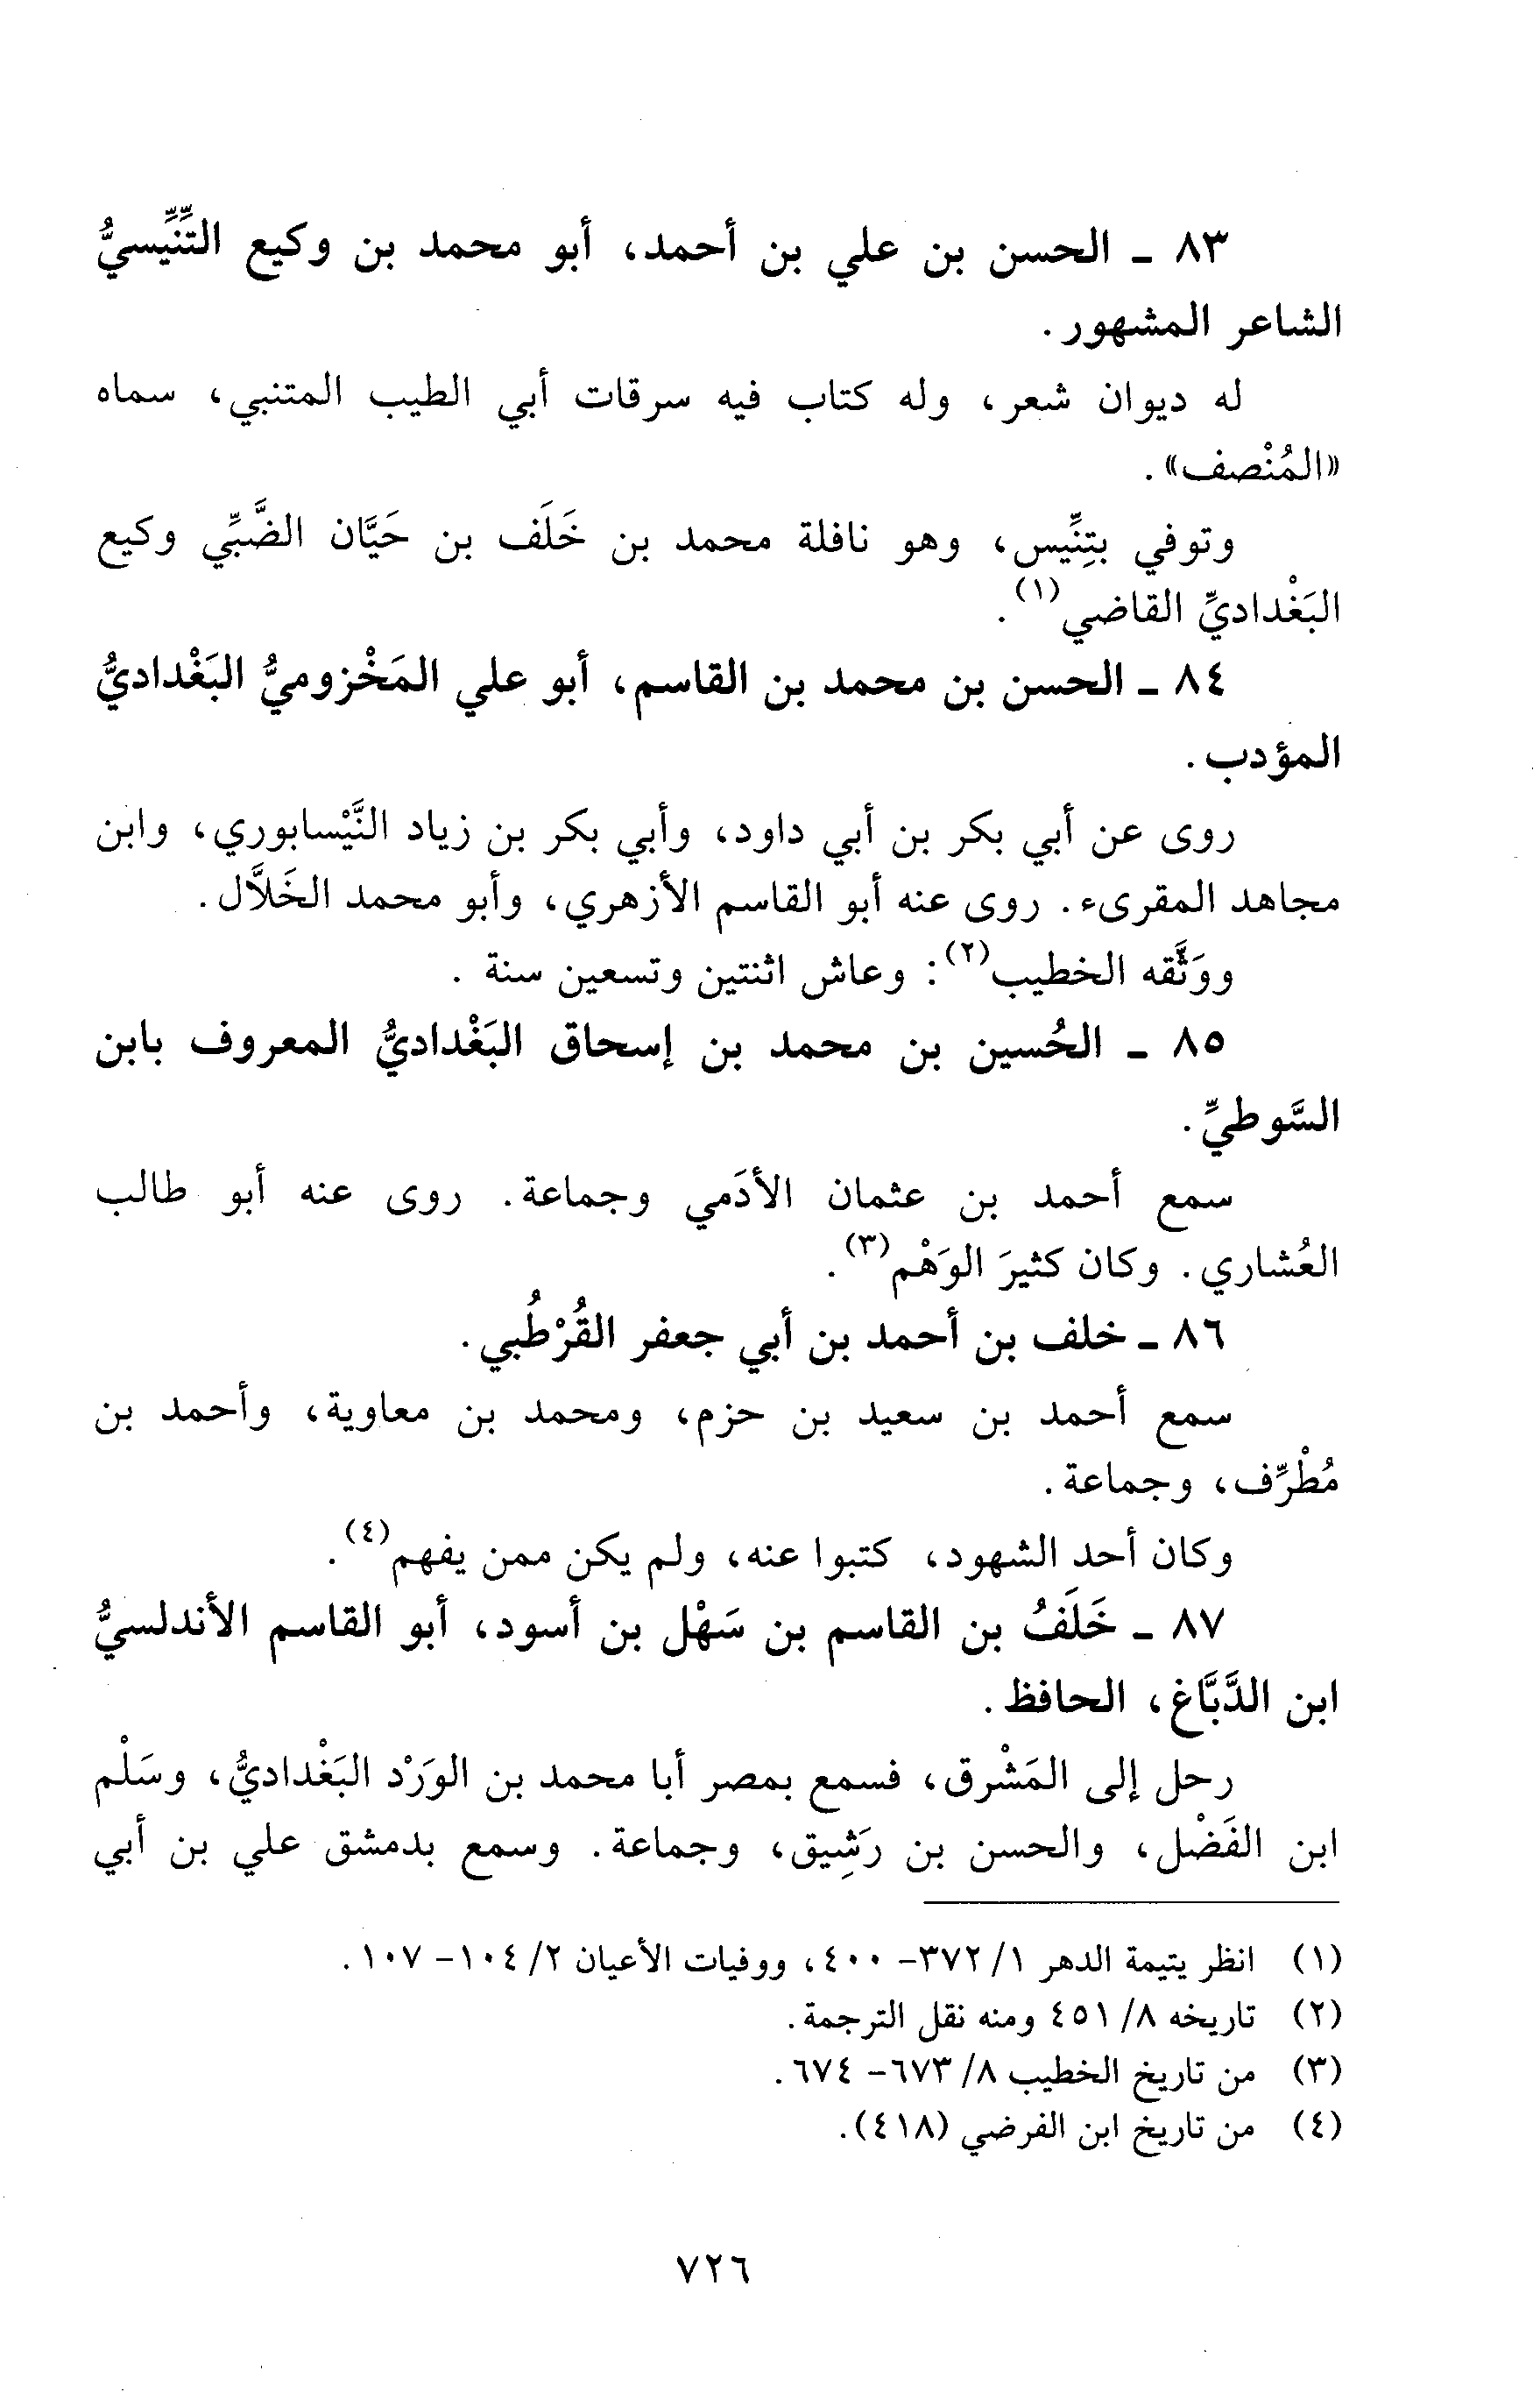 ٨٣ - الحسن بن علي بن أحمد، أبو محمد بن وكيع التِّنِّيسيُّ
الشاعر المشهور.
له ديوان شعر، وله كتاب فيه سرقات أبي الطيب المتنبي، سماه
«المُنْصف».
وتوفي بتِنِّيس، وهو نافلة محمد بن خَلَف بن حَيَّان الضَّبِّي وكيع
البَغْداديِّ القاضي(١).
٨٤ - الحسن بن محمد بن القاسم، أبو علي المَخْزوميُّ البَغْداديُّ
المؤدب.
روى عن أبي بكر بن أبي داود، وأبي بكر بن زياد النَّيْسابوري، وابن
مجاهد المقرىء. روى عنه أبو القاسم الأزهري، وأبو محمد الخَلاَّل.
ووَثَّقه الخطيب(٢): وعاش اثنتين وتسعين سنة.
٨٥ - الحُسين بن محمد بن إسحاق البَغْداديُّ المعروف بابن
السَّوطيِّ.
سمع أحمد بن عثمان الأدَمي وجماعة. روى عنه أبو طالب
العُشاري. وكان كثيرَ الوَهْم(٣).
٨٦ - خلف بن أحمد بن أبي جعفر القُرْطُبي.
سمع أحمد بن سعيد بن حزم، ومحمد بن معاوية، وأحمد بن
مُطْرِّف، وجماعة.
وكان أحد الشهود، كتبوا عنه، ولم يكن ممن يفهم(٤).
٨٧ - خَلَفُ بن القاسم بن سَهْل بن أسود، أبو القاسم الأندلسيُّ
ابن الدَّبَّاغ، الحافظ.
رحل إلى المَشْرق، فسمع بمصر أبا محمد بن الوَرْد البَغْداديُّ، وسَلْم
ابن الفَضْل، والحسن بن رَشِيق، وجماعة. وسمع بدمشق علي بن أبي
(١) انظر يتيمة الدهر ١/ ٣٧٢- ٤٠٠، ووفيات الأعيان ٢/ ١٠٤- ١٠٧.
(٢) تاريخه ٨/ ٤٥١ ومنه نقل الترجمة.
(٣) من تاريخ الخطيب ٨/ ٦٧٣- ٦٧٤.
(٤) من تاريخ ابن الفرضي (٤١٨).
٧٢٦